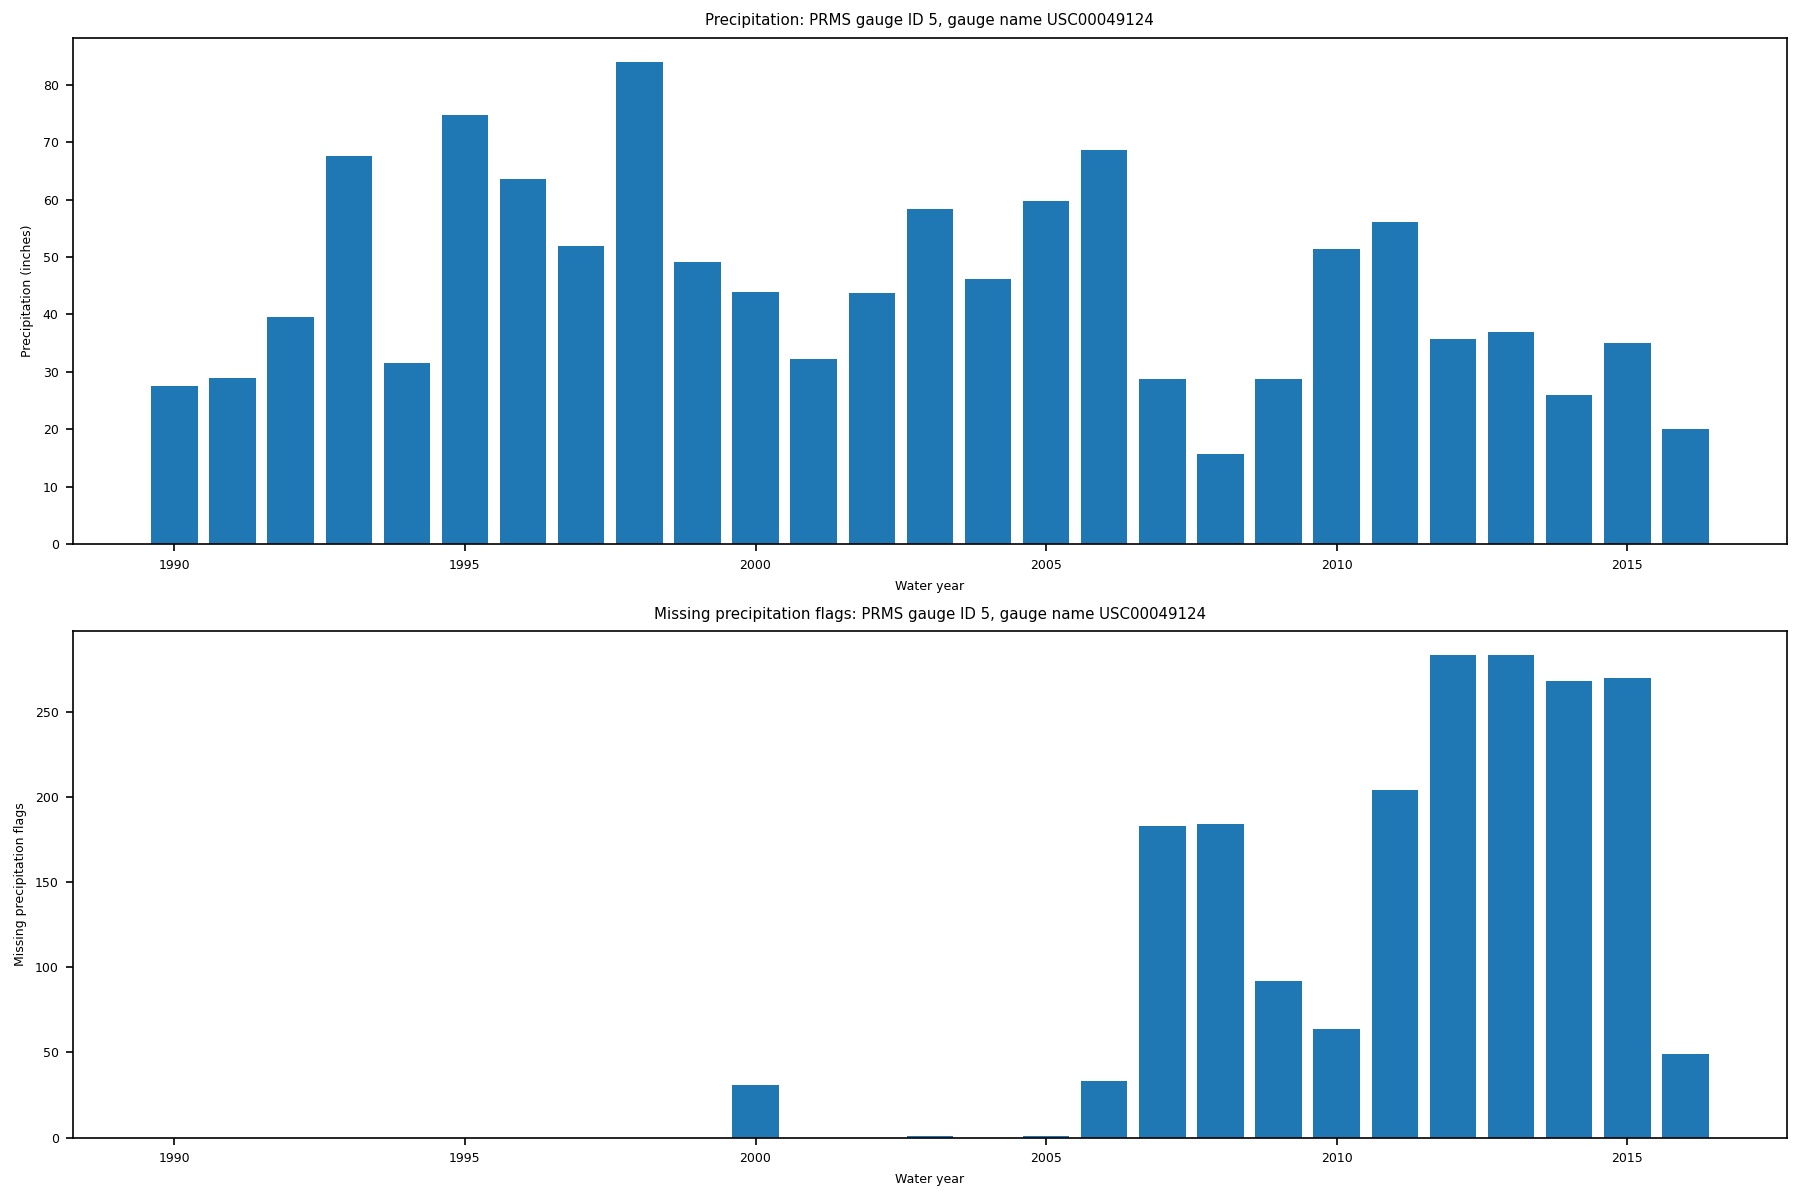 Precipitation: PRMS gauge ID 5, gauge name USC00049124
Precipitation (inches)
80
70
60
50
40
30
20
10
0
1990 1995 2000 2005 2010 2015
Water year
Missing precipitation flags: PRMS gauge ID 5, gauge name USC00049124
Missing precipitation flags
250
200
150
100
50
0
1990 1995 2000 2005 2010 2015
Water year